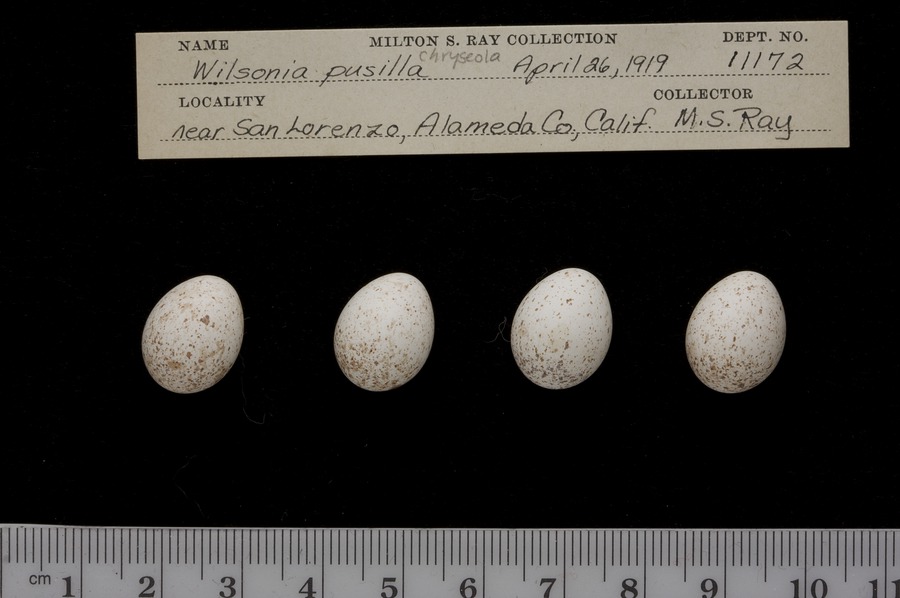 NAME MILTON S. RAY COLLECTION DEPT. NO.
Wilsonia pusilla chryseola April 26, 1919 11172
LOCALITY COLLECTOR
near San Lorenzo, Alameda Co., Calif. M.S. Ray
cm 1 2 3 4 5 6 7 8 9 10 11